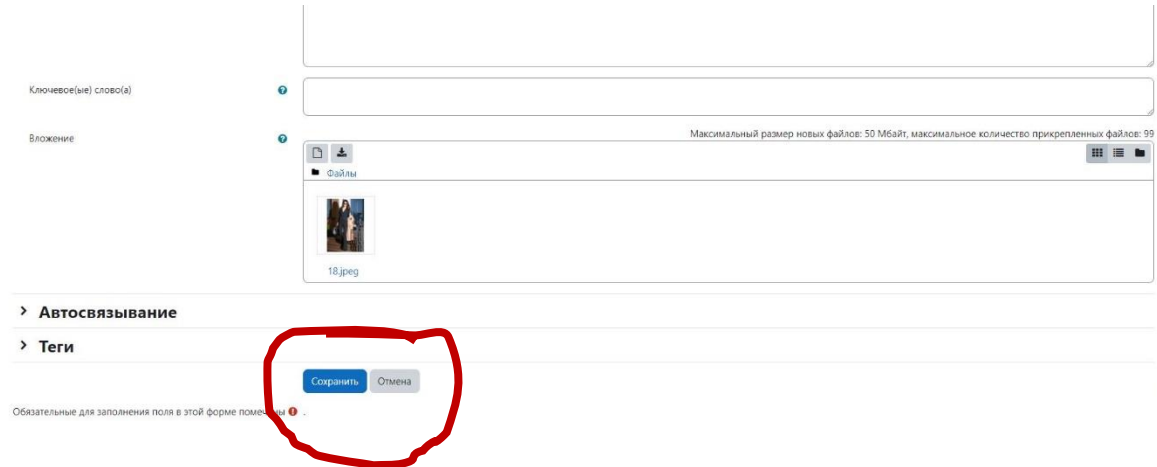 Ключевое(ые) слово(а)
Вложение
Максимальный размер новых файлов: 50 Мбайт, максимальное количество прикрепленных файлов: 99
Файлы
18.jpeg
Автосвязывание
Теги
Сохранить Отмена
Обязательные для заполнения поля в этой форме помечены .